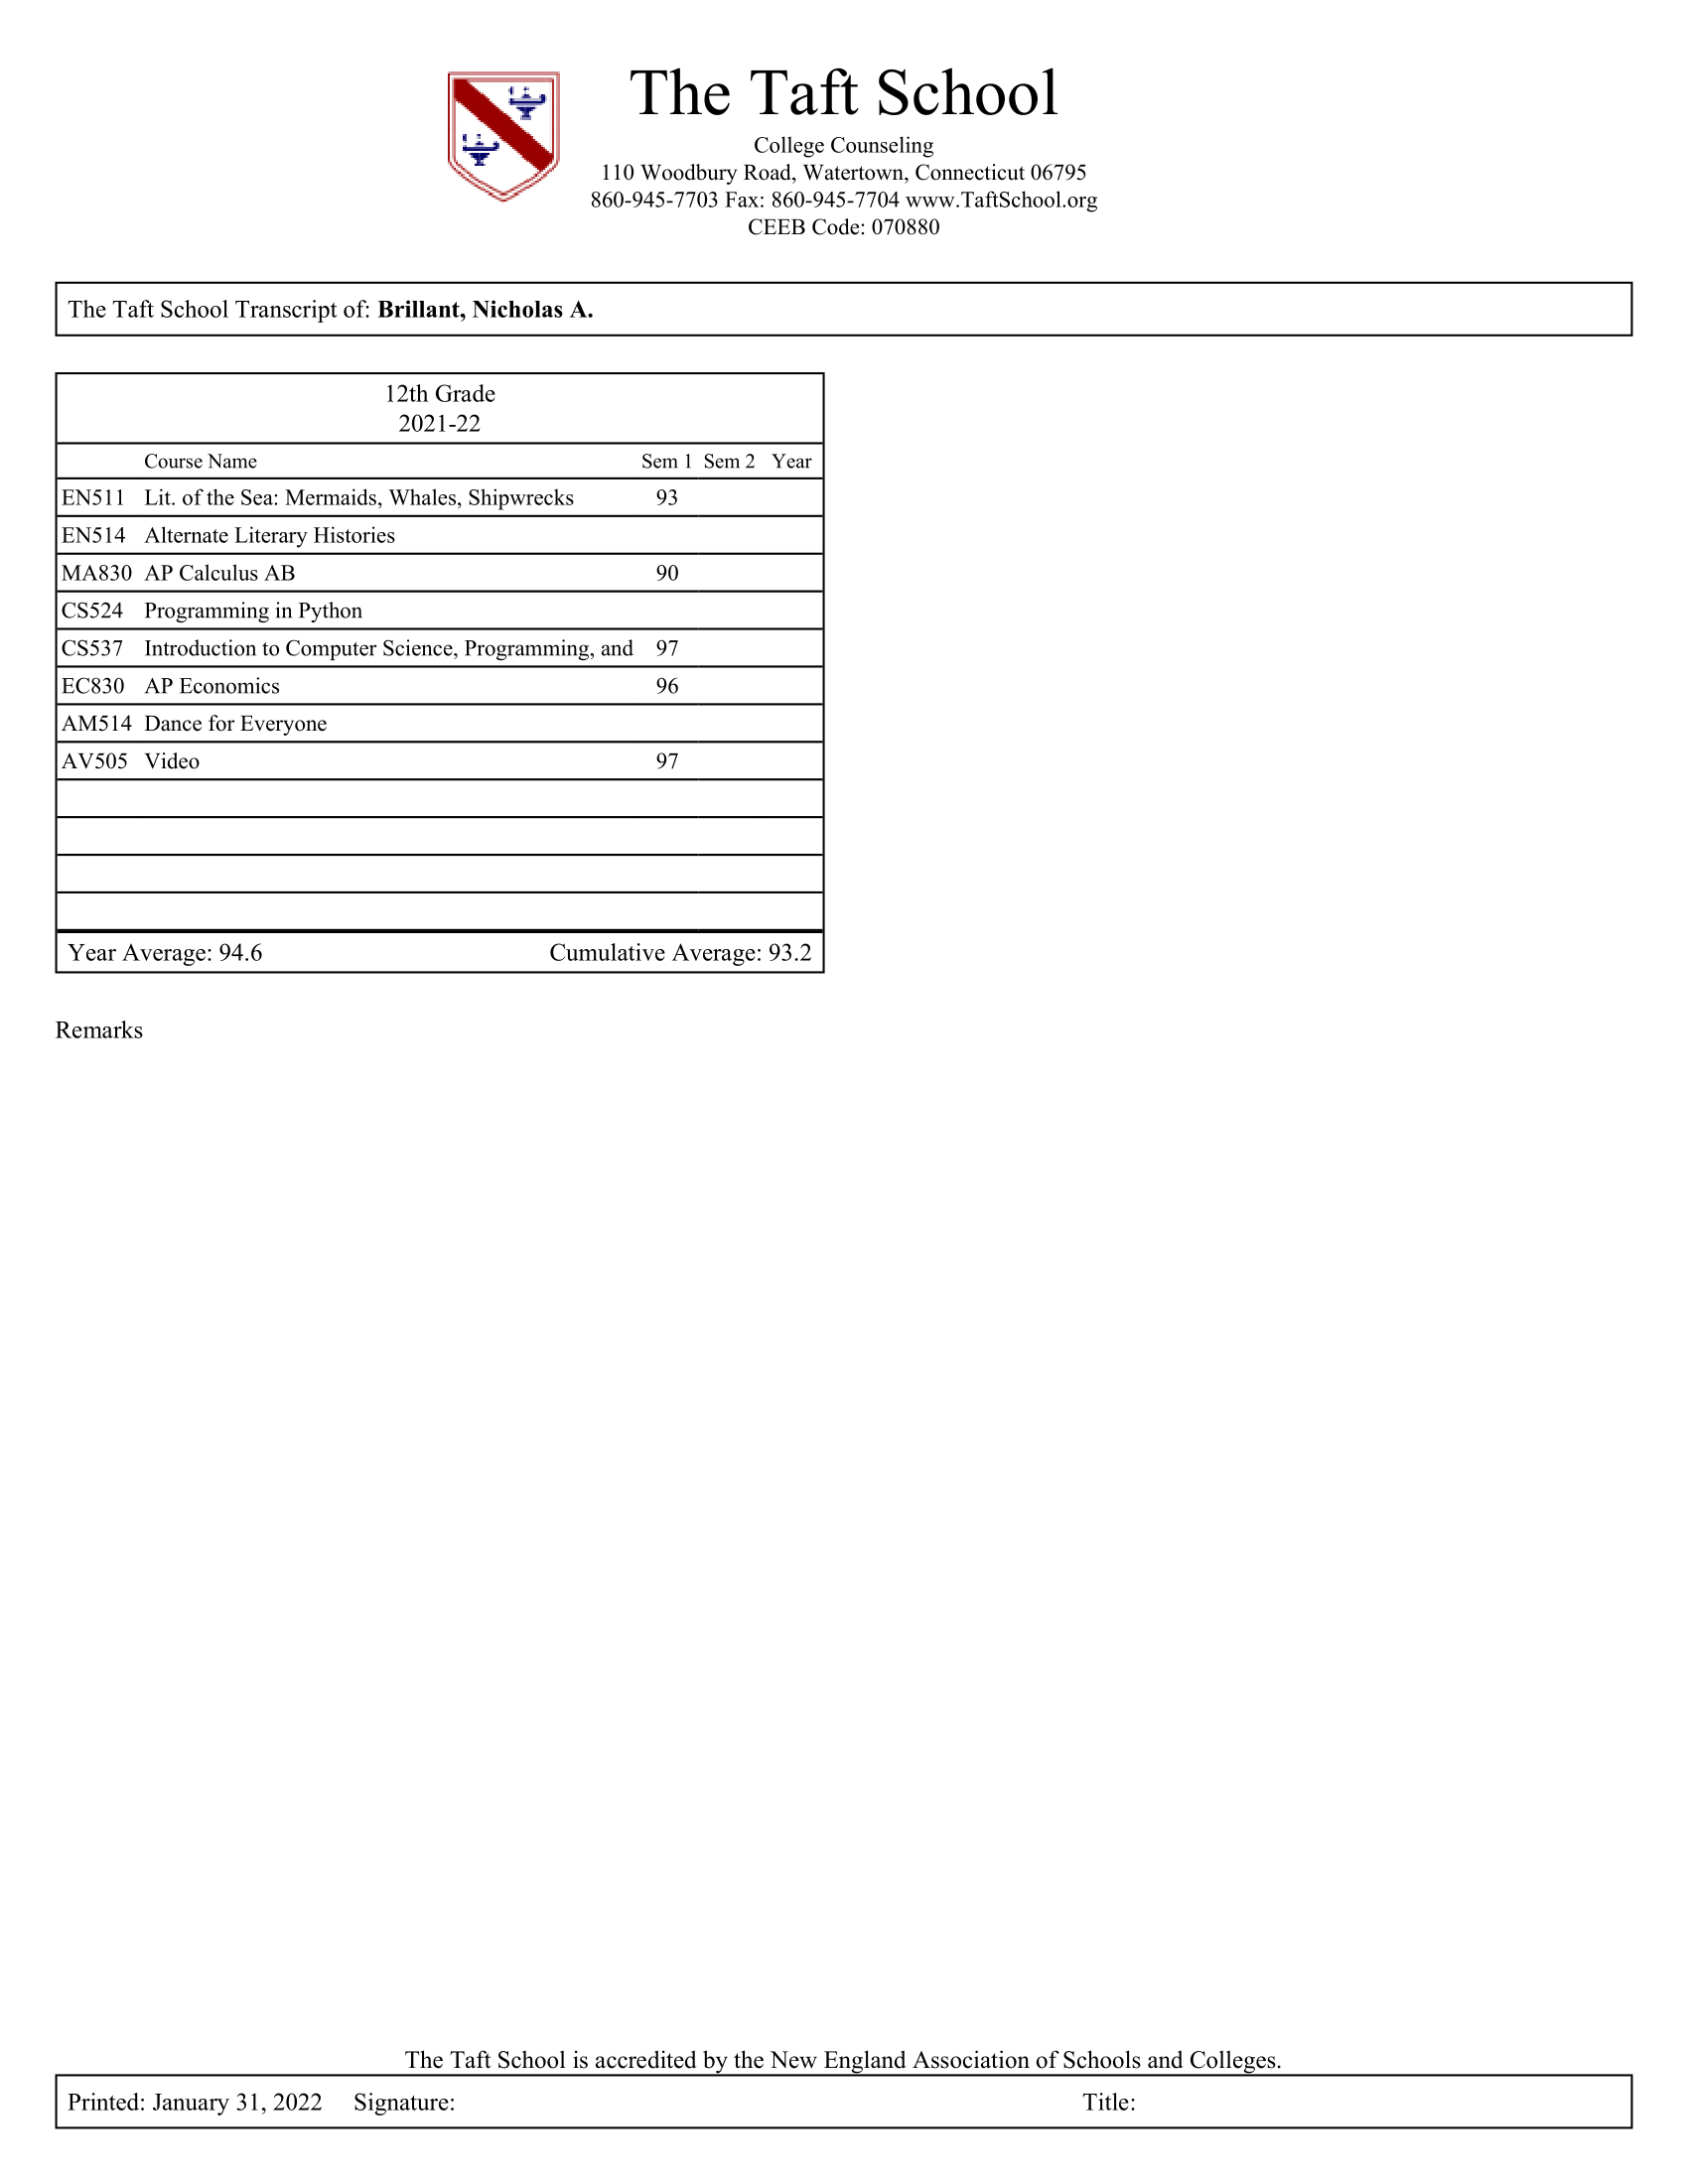 The Taft School
College Counseling
110 Woodbury Road, Watertown, Connecticut 06795
860-945-7703 Fax: 860-945-7704 www.TaftSchool.org
CEEB Code: 070880
The Taft School Transcript of: Brillant, Nicholas A.
12th Grade
2021-22
Course Name Sem 1 Sem 2 Year
EN511 Lit. of the Sea: Mermaids, Whales, Shipwrecks 93
EN514 Alternate Literary Histories
MA830 AP Calculus AB 90
CS524 Programming in Python
CS537 Introduction to Computer Science, Programming, and 97
EC830 AP Economics 96
AM514 Dance for Everyone
AV505 Video 97
Year Average: 94.6 Cumulative Average: 93.2
Remarks
The Taft School is accredited by the New England Association of Schools and Colleges.
Printed: January 31, 2022 Signature: Title: